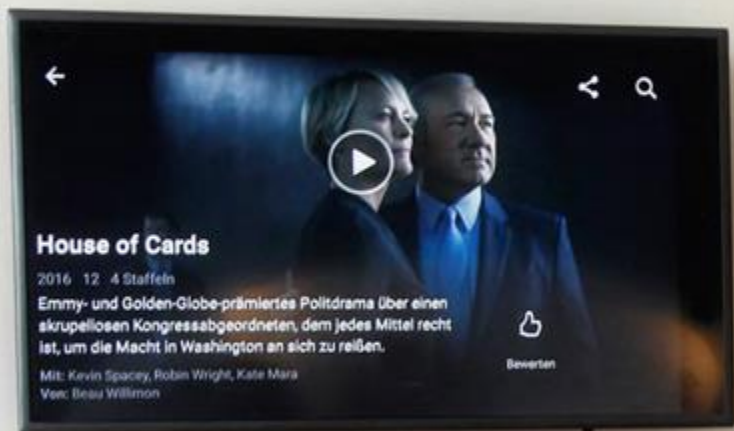 House of Cards
2016 12 4 Staffeln
Emmy- und Golden-Globe-prämiertes Politdrama über einen
skrupellosen Kongressabgeordneten, dem jedes Mittel recht
ist, um die Macht in Washington an sich zu reißen.
Bewerten
Mit: Kevin Spacey, Robin Wright, Kate Mara
Von: Beau Willimon